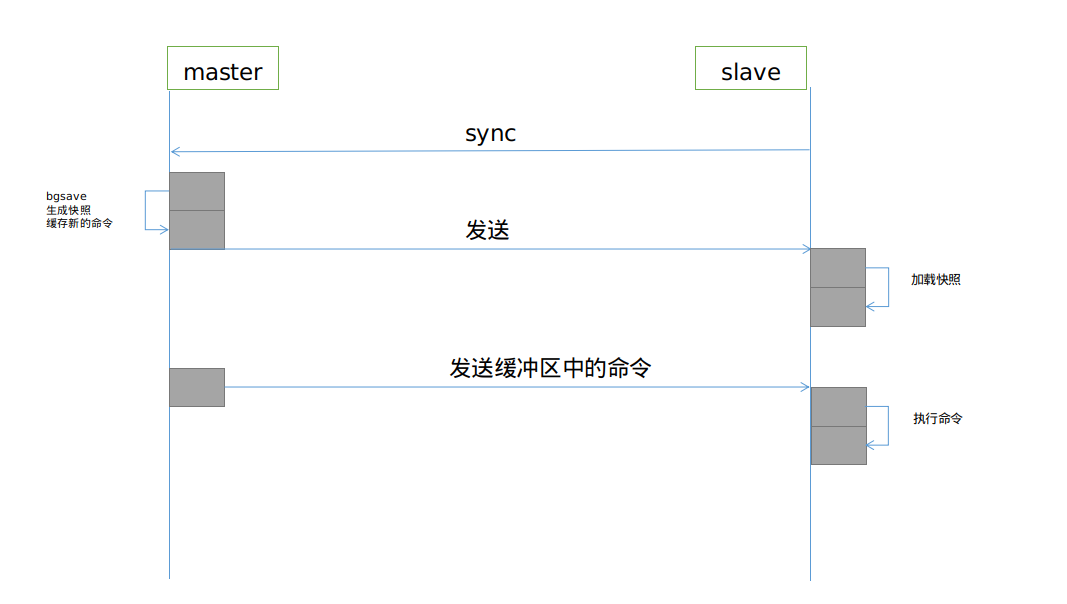 master
slave
sync
bgsave
生成快照
缓存新的命令
发送
加载快照
发送缓冲区中的命令
执行命令